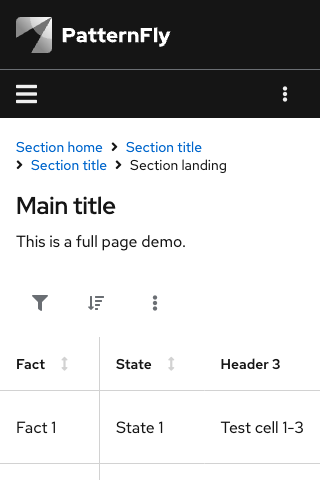 PatternFly
Section home > Section title
> Section title > Section landing
Main title
This is a full page demo.
Fact State Header 3
Fact 1 State 1 Test cell 1-3